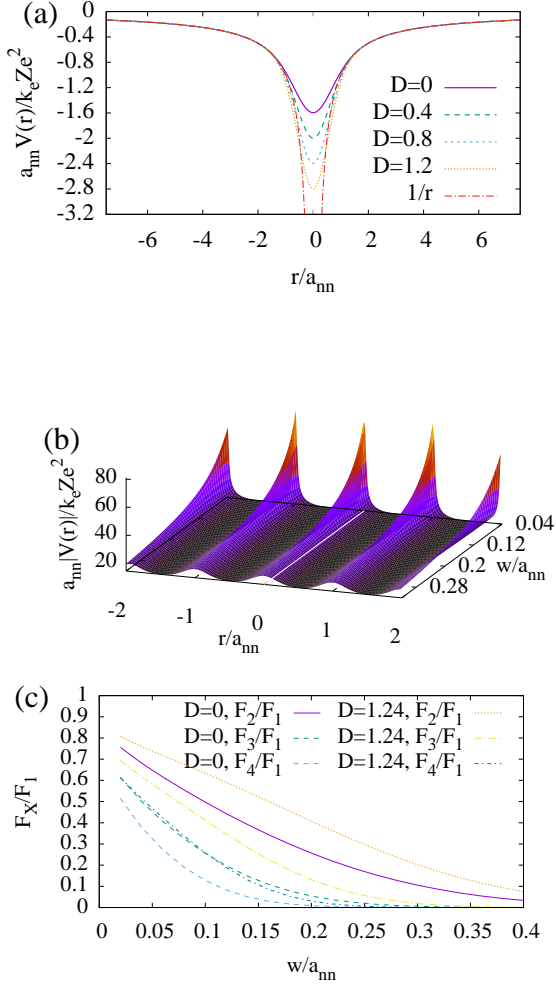 (a)
a_nn V(r)/k_eZe^2
-0.4
-0.8
-1.2
-1.6
-2
-2.4
-2.8
-3.2
D=0
D=0.4
D=0.8
D=1.2
1/r
-6 -4 -2 0 2 4 6
r/a_nn
(b)
a_nn|V(r)|/k_eZe^2
80
60
40
20
-2 -1 0 1 2
r/a_nn
0.04
0.12
0.2
0.28
w/a_nn
(c)
F_X/F_1
1
0.9
0.8
0.7
0.6
0.5
0.4
0.3
0.2
0.1
0
D=0, F_2/F_1
D=0, F_3/F_1
D=0, F_4/F_1
D=1.24, F_2/F_1
D=1.24, F_3/F_1
D=1.24, F_4/F_1
0 0.05 0.1 0.15 0.2 0.25 0.3 0.35 0.4
w/a_nn